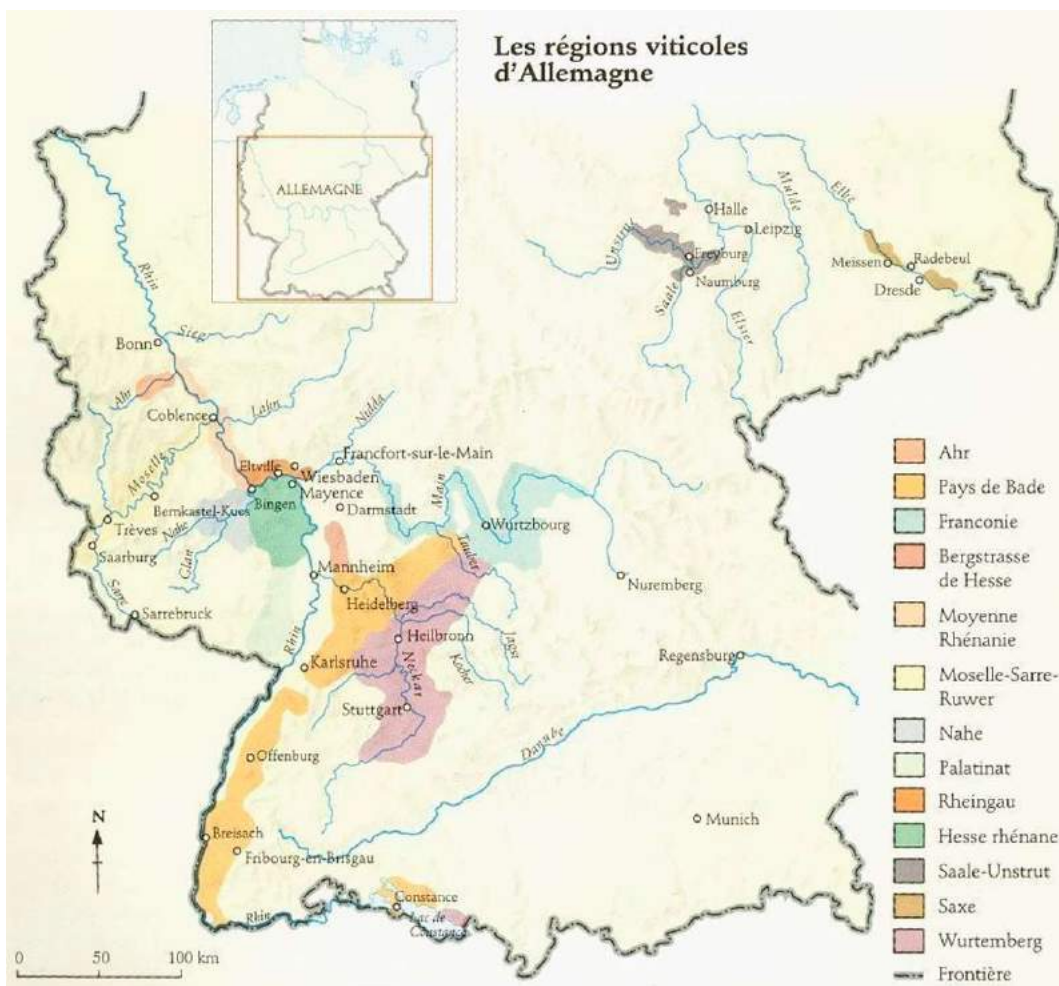 Les régions viticoles
d'Allemagne
ALLEMAGNE
Rhin
Sieg
Bonn
Ahr
Coblence
Lahn
Nidda
Moselle
Eltville
Francfort-sur-le-Main
Wiesbaden
Mayence
Bingen
Bernkastel-Kues
Darmstadt
Main
Wurtzbourg
Trèves
Nahe
Saarburg
Glan
Tauber
Sarre
Sarrebruck
Mannheim
Heidelberg
Nuremberg
Rhin
Heilbronn
Jagst
Kocher
Karlsruhe
Neckar
Stuttgart
Regensburg
Danube
Offenburg
Munich
Breisach
Fribourg-en-Brisgau
Constance
Rhin
Lac de
Constance
Unstrut
Halle
Leipzig
Freyburg
Naumburg
Saale
Elster
Mulde
Elbe
Meissen
Radebeul
Dresde
N
0 50 100 km
Ahr
Pays de Bade
Franconie
Bergstrasse
de Hesse
Moyenne
Rhénanie
Moselle-Sarre-
Ruwer
Nahe
Palatinat
Rheingau
Hesse rhénane
Saale-Unstrut
Saxe
Wurtemberg
Frontière